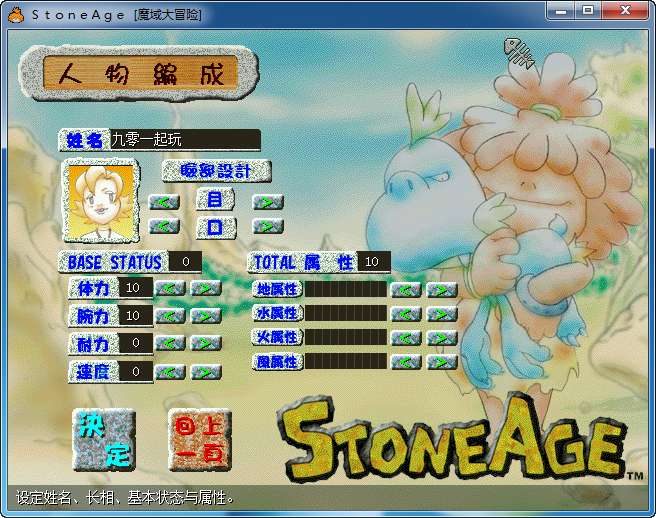 StoneAge [魔域大冒险]
人物編成
姓名 九零一起玩
臉部設計
目
口
BASE STATUS 0
TOTAL 属 性 10
体力 10
腕力 10
耐力 0
速度 0
地属性
水属性
火属性
風属性
決定
回上一頁
STONEAGE TM
设定姓名、长相、基本状态与属性。